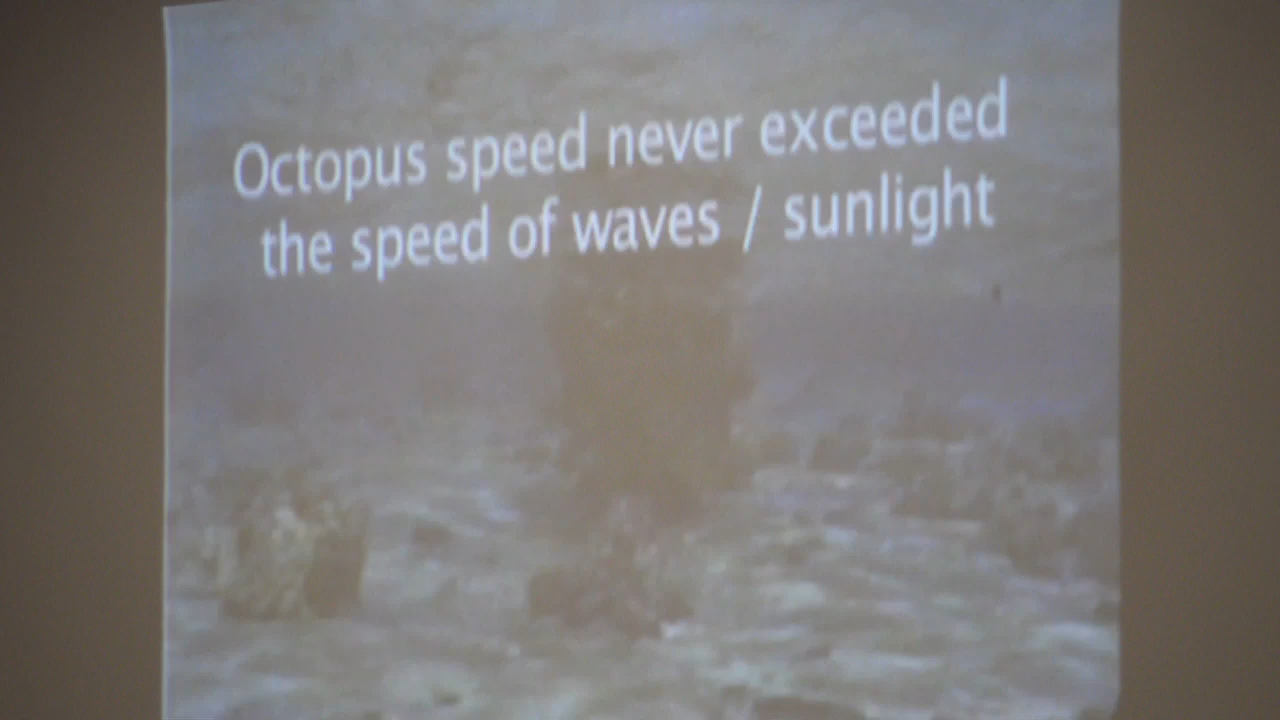 Octopus speed never exceeded
the speed of waves / sunlight